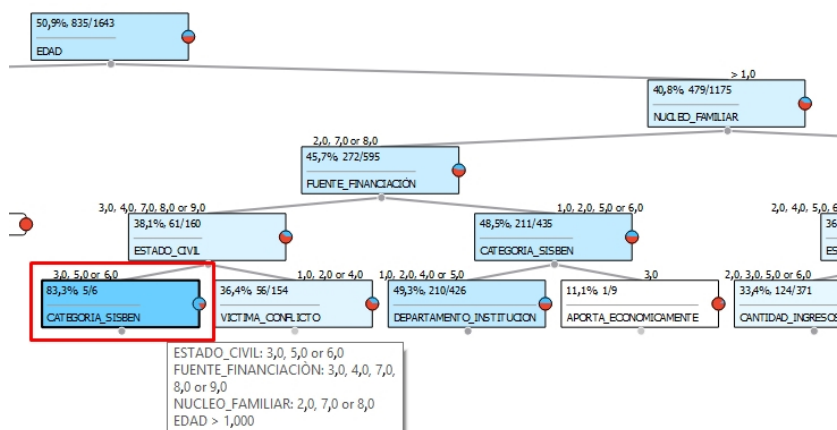 50,9%, 835/1643
EDAD
> 1,0
40,8% 479/1175
NUCLEO_FAMILIAR
2,0, 7,0 or 8,0
45,7% 272/595
FUENTE_FINANCIACIÒN
3,0, 4,0, 7,0, 8,0 or 9,0
38,1% 61/160
ESTADO_CIVIL
1,0, 2,0, 5,0 or 6,0
48,5% 211/435
CATEGORIA_SISBEN
2,0, 4,0, 5,0, 6
36
ES
3,0, 5,0 or 6,0
83,3% 5/6
CATEGORIA_SISBEN
1,0, 2,0 or 4,0
36,4% 56/154
VICTIMA_CONFLICTO
1,0, 2,0, 4,0 or 5,0
49,3% 210/426
DEPARTAMENTO_INSTITUCION
3,0
11,1% 1/9
APORTA_ECONOMICAMENTE
2,0, 3,0, 5,0 or 6,0
33,4% 124/371
CANTIDAD_INGRESOS
ESTADO_CIVIL: 3,0, 5,0 or 6,0
FUENTE_FINANCIACIÒN: 3,0, 4,0, 7,0,
8,0 or 9,0
NUCLEO_FAMILIAR: 2,0, 7,0 or 8,0
EDAD > 1,000